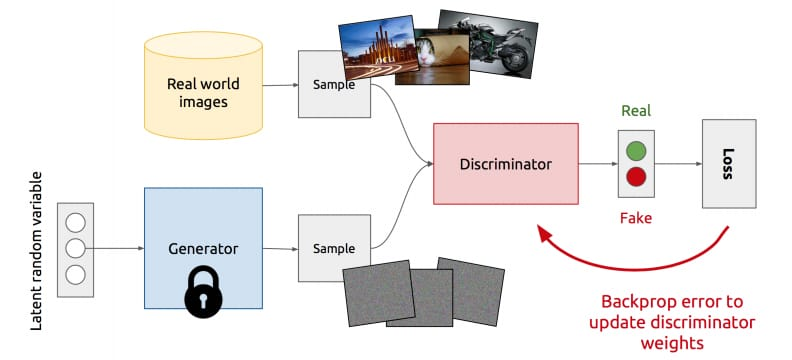 Real world
images
Sample
Real
Discriminator
Fake
Loss
Latent random variable
Generator
Sample
Backprop error to
update discriminator
weights